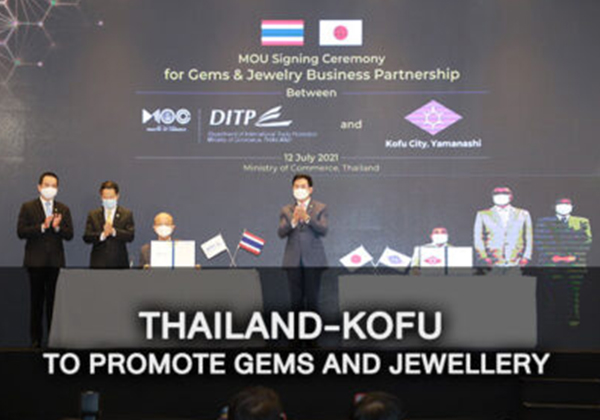 MOU Signing Ceremony
for Gems & Jewelry Business Partnership
Between
MOC
DITP
Department of International Trade Promotion
Ministry of Commerce, THAILAND
and
Kofu City, Yamanashi
12 July 2021
Ministry of Commerce, Thailand
THAILAND-KOFU
TO PROMOTE GEMS AND JEWELLERY